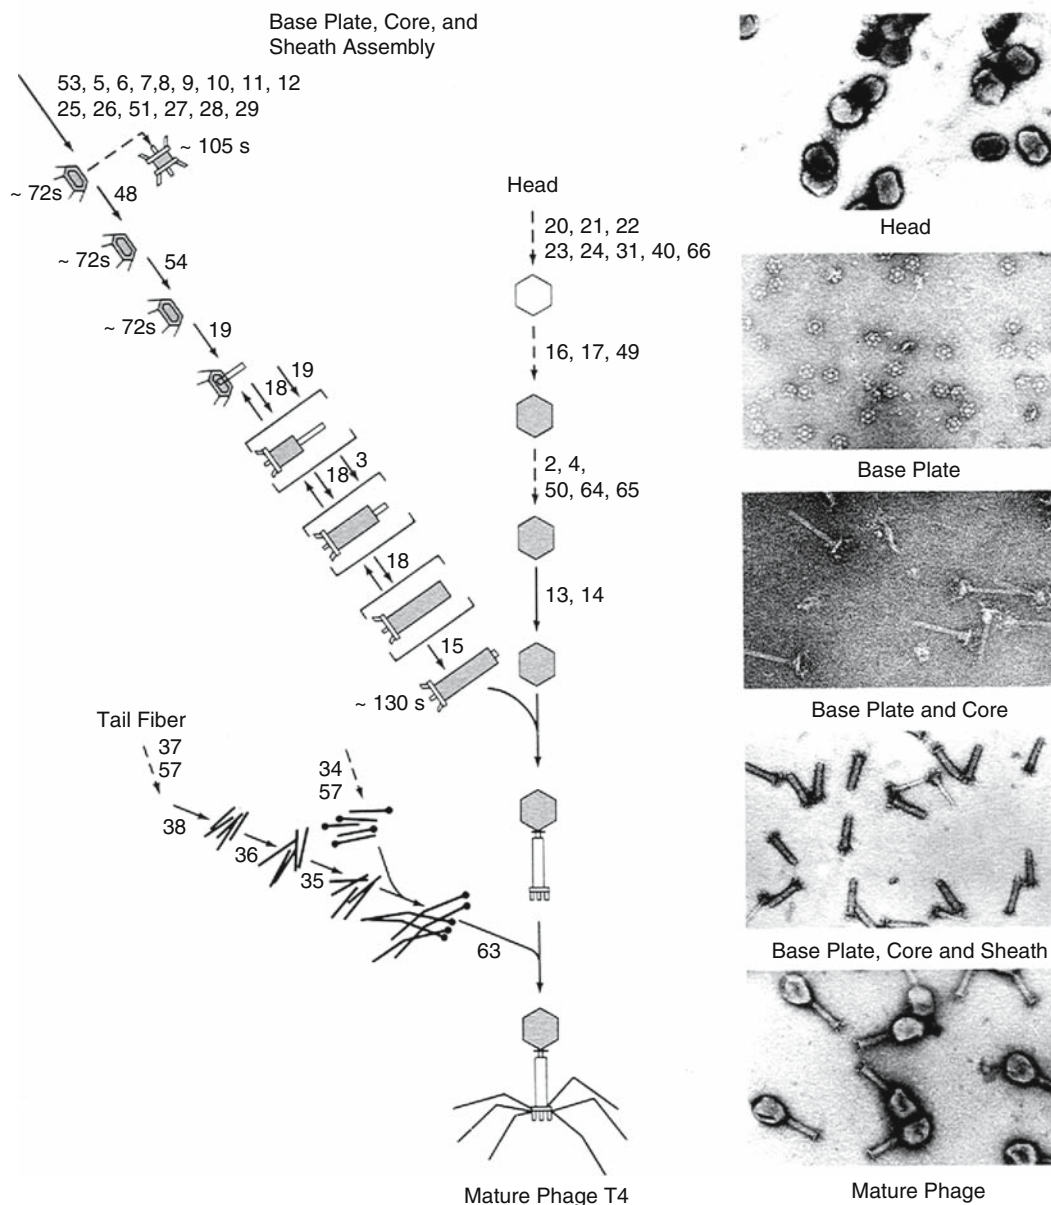 Base Plate, Core, and
Sheath Assembly
53, 5, 6, 7,8, 9, 10, 11, 12
25, 26, 51, 27, 28, 29
~ 105 s
~ 72s
48
~ 72s
54
~ 72s
19
19
18
3
18
18
15
~ 130 s
Head
20, 21, 22
23, 24, 31, 40, 66
16, 17, 49
2, 4,
50, 64, 65
13, 14
Tail Fiber
37
57
34
57
38
36
35
63
Mature Phage T4
Head
Base Plate
Base Plate and Core
Base Plate, Core and Sheath
Mature Phage